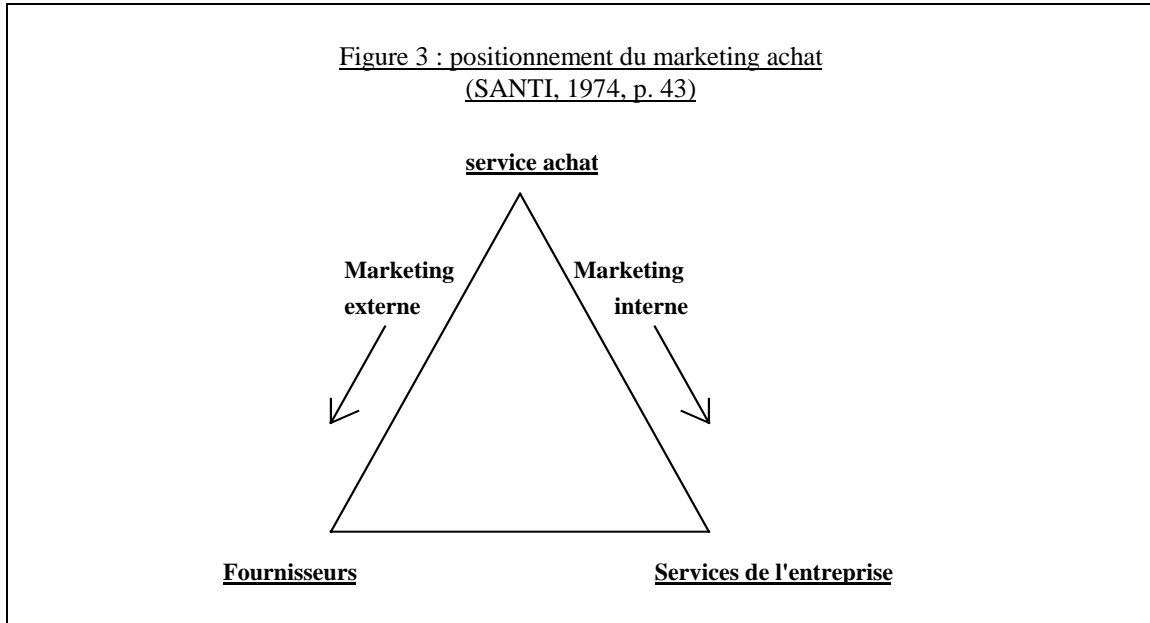 Figure 3 : positionnement du marketing achat
(SANTI, 1974, p. 43)
service achat
Marketing
externe
Marketing
interne
Fournisseurs
Services de l'entreprise